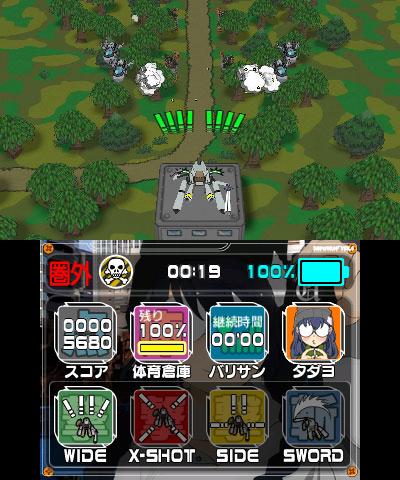 圏外
00:19
100%
0000
5680
スコア
残り
100%
体育倉庫
継続時間
00'00
バリサン
タダヨ
WIDE
X-SHOT
SIDE
SWORD